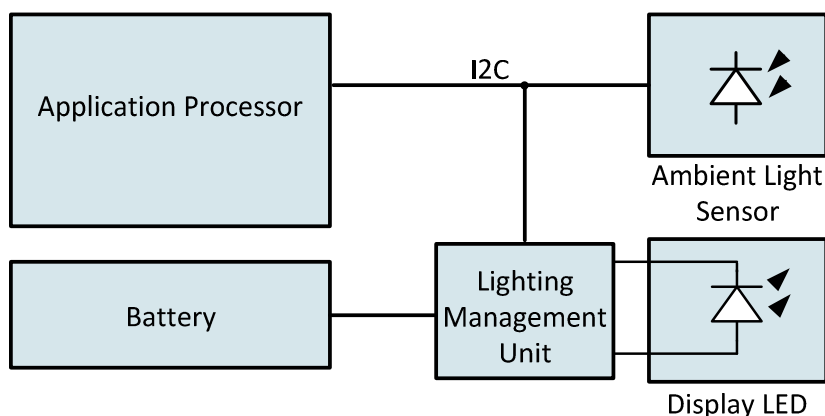 Application Processor
I2C
Ambient Light
Sensor
Battery
Lighting
Management
Unit
Display LED